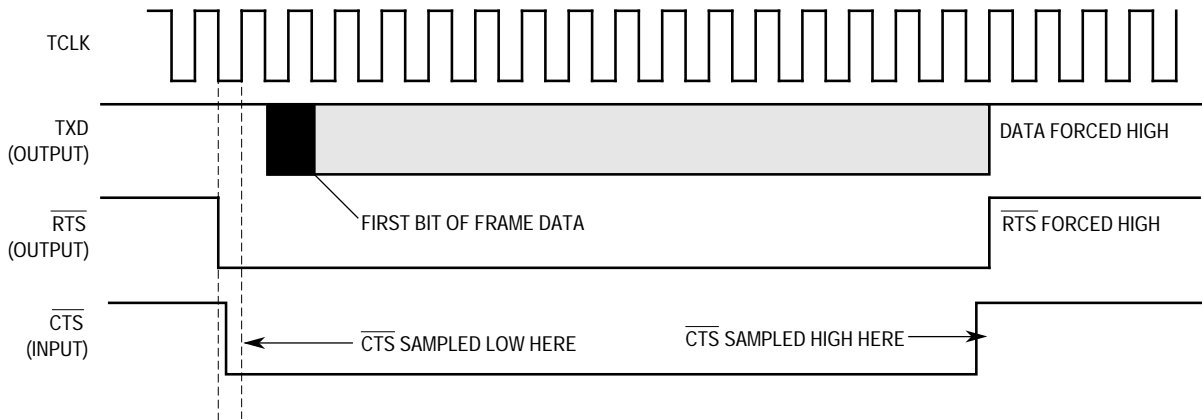 TCLK
TXD
(OUTPUT)
DATA FORCED HIGH
FIRST BIT OF FRAME DATA
RTS
(OUTPUT)
RTS FORCED HIGH
CTS
(INPUT)
CTS SAMPLED LOW HERE
CTS SAMPLED HIGH HERE